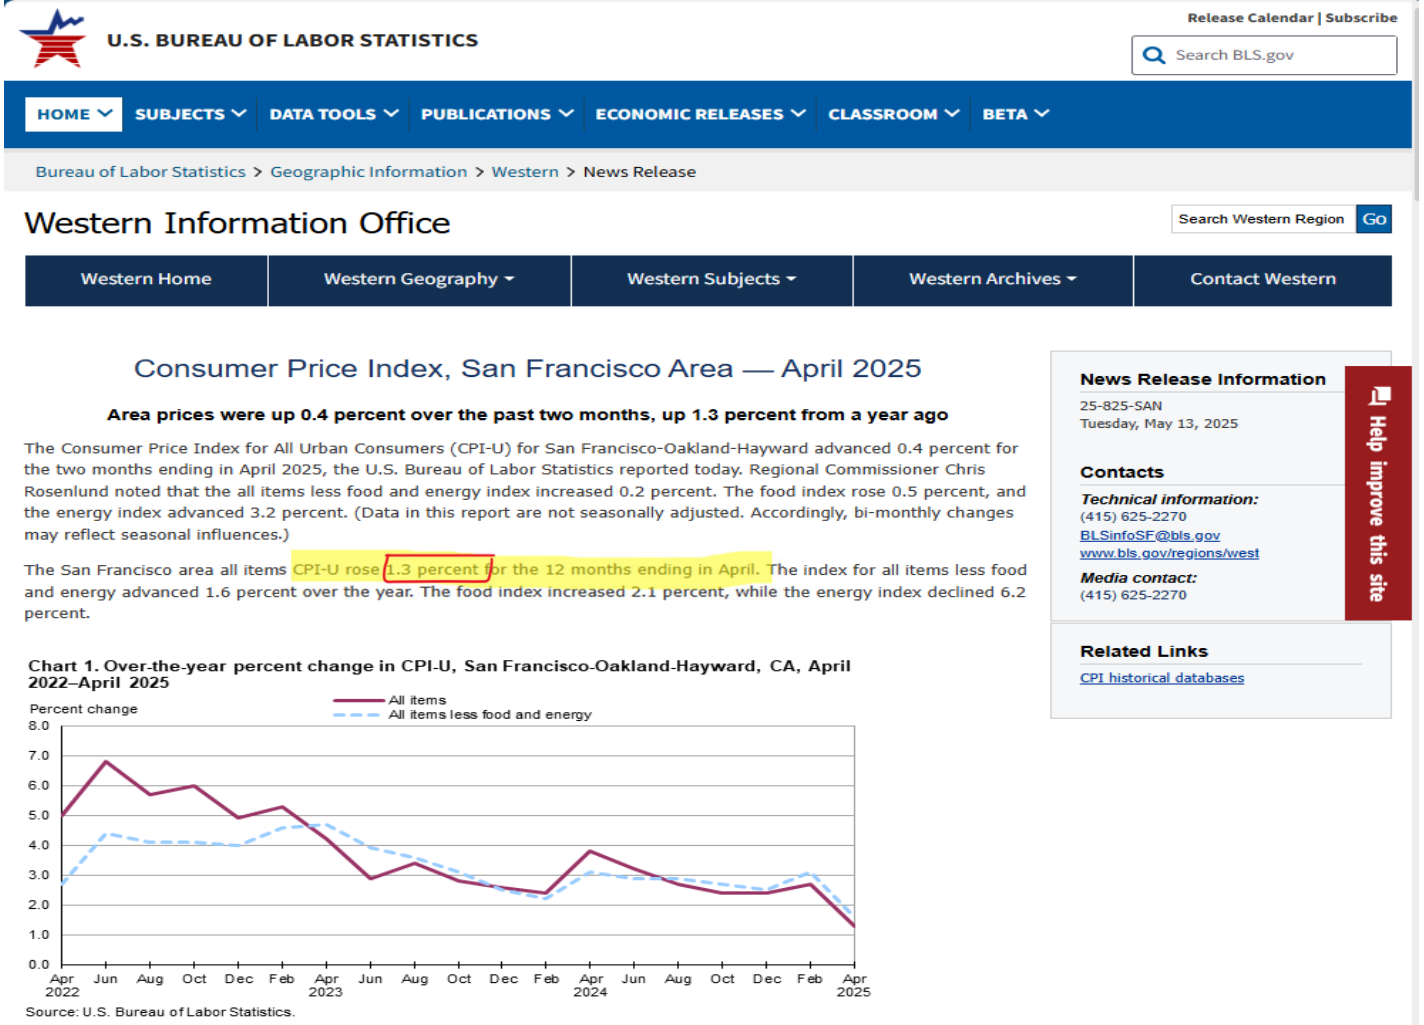 Release Calendar | Subscribe
U.S. BUREAU OF LABOR STATISTICS
Search BLS.gov
HOME SUBJECTS DATA TOOLS PUBLICATIONS ECONOMIC RELEASES CLASSROOM BETA
Bureau of Labor Statistics > Geographic Information > Western > News Release
Western Information Office
Search Western Region Go
Western Home Western Geography Western Subjects Western Archives Contact Western
Consumer Price Index, San Francisco Area — April 2025
Area prices were up 0.4 percent over the past two months, up 1.3 percent from a year ago
The Consumer Price Index for All Urban Consumers (CPI-U) for San Francisco-Oakland-Hayward advanced 0.4 percent for
the two months ending in April 2025, the U.S. Bureau of Labor Statistics reported today. Regional Commissioner Chris
Rosenlund noted that the all items less food and energy index increased 0.2 percent. The food index rose 0.5 percent, and
the energy index advanced 3.2 percent. (Data in this report are not seasonally adjusted. Accordingly, bi-monthly changes
may reflect seasonal influences.)
The San Francisco area all items CPI-U rose 1.3 percent for the 12 months ending in April. The index for all items less food
and energy advanced 1.6 percent over the year. The food index increased 2.1 percent, while the energy index declined 6.2
percent.
News Release Information
25-825-SAN
Tuesday, May 13, 2025
Contacts
Technical information:
(415) 625-2270
BLSinfoSF@bls.gov
www.bls.gov/regions/west
Media contact:
(415) 625-2270
Related Links
CPI historical databases
Help improve this site
Chart 1. Over-the-year percent change in CPI-U, San Francisco-Oakland-Hayward, CA, April
2022–April 2025
Percent change
All items
All items less food and energy
8.0
7.0
6.0
5.0
4.0
3.0
2.0
1.0
0.0
Apr Jun Aug Oct Dec Feb Apr Jun Aug Oct Dec Feb Apr Jun Aug Oct Dec Feb Apr
2022 2023 2024 2025
Source: U.S. Bureau of Labor Statistics.